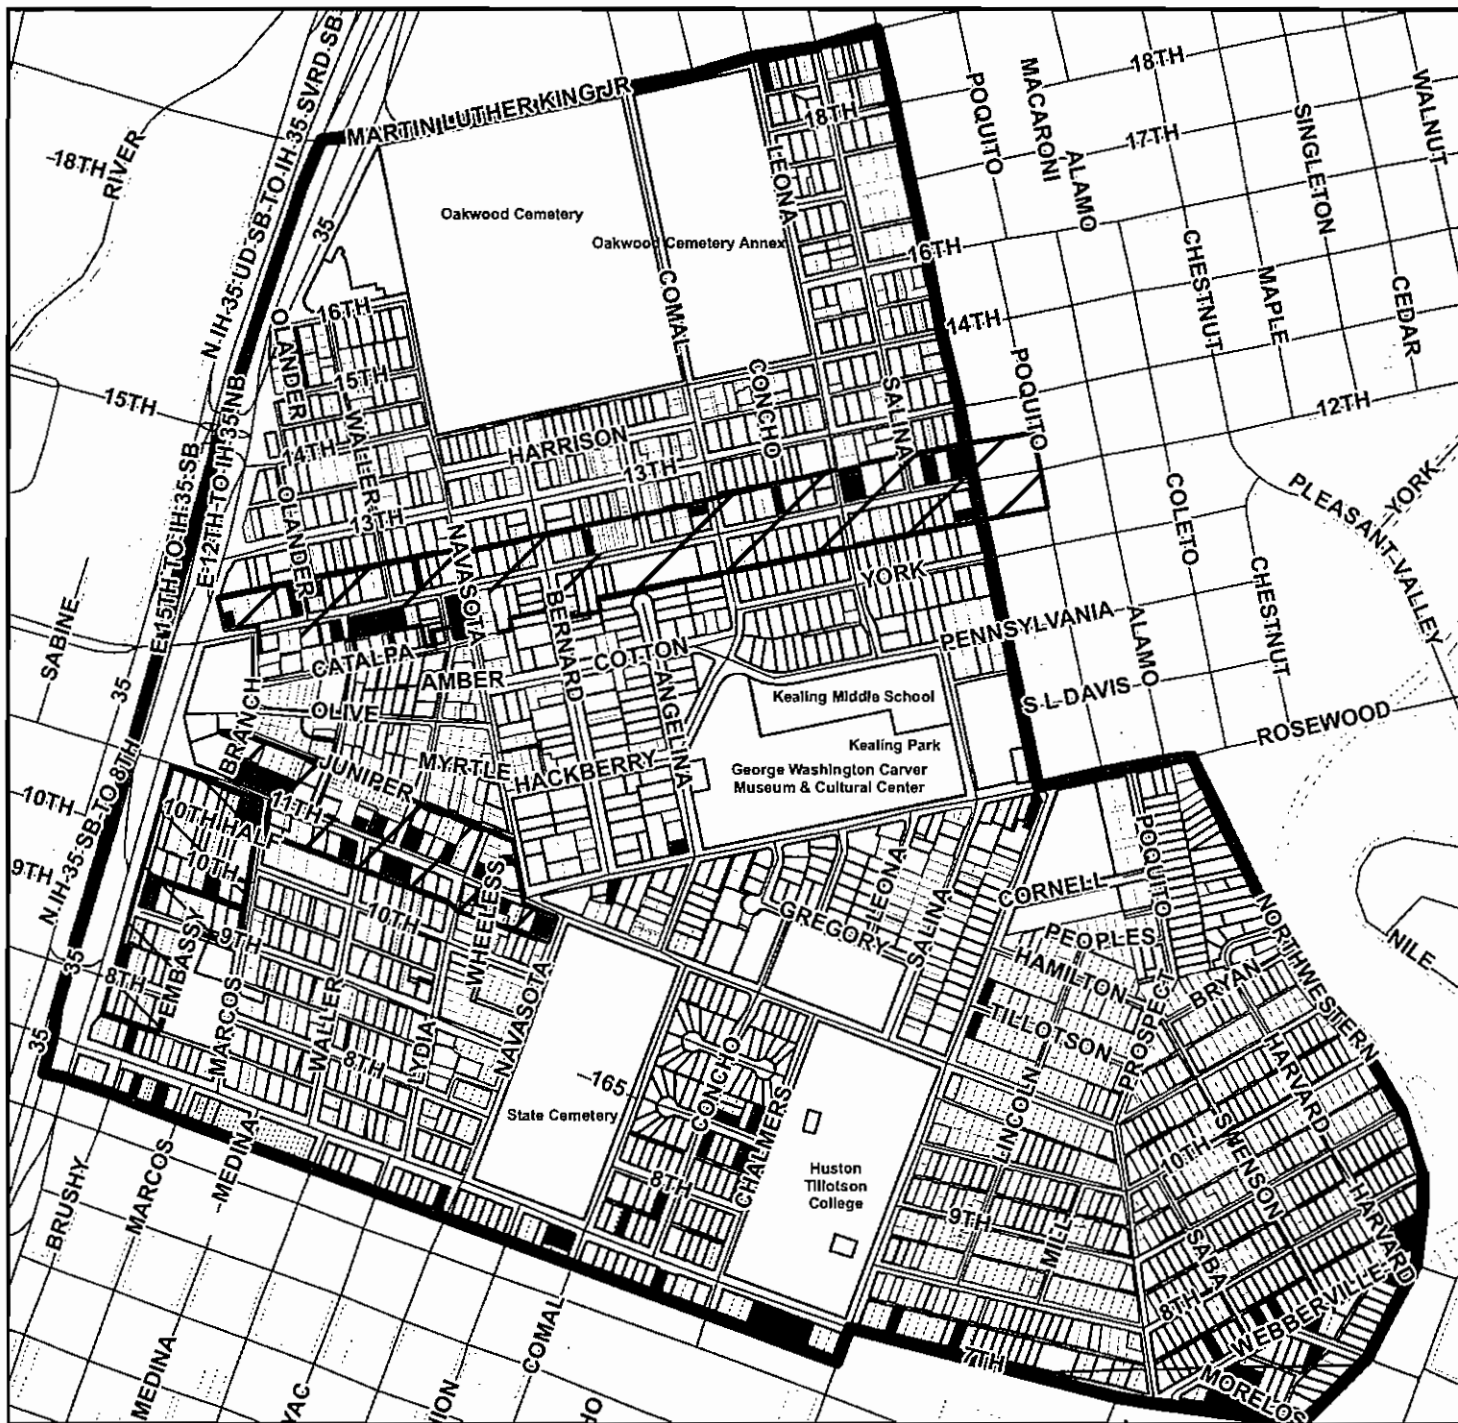 MARTIN LUTHER KING JR
N IH 35 UD SB TO IH 35 SVRD SB
18TH
RIVER
35
Oakwood Cemetery
Oakwood Cemetery Annex
COMAL
LEONA
18TH
POQUITO
MACARONI
ALAMO
18TH
17TH
SINGLETON
WALNUT
16TH
CHESTNUT
MAPLE
CEDAR
14TH
POQUITO
12TH
OLANDER
16TH
15TH
WALLER
14TH
OLANDER
13TH
15TH
E 15TH TO IH 35 SB
E 12TH TO IH 35 NB
HARRISON
13TH
CONCHO
SALINA
NAVASOTA
BERNARD
YORK
COLETO
PLEASANT VALLEY
YORK
CHESTNUT
ALAMO
PENNSYLVANIA
S L DAVIS
ROSEWOOD
SABINE
35
CATALPA
AMBER
COTTON
ANGELINA
OLIVE
BRANCH
JUNIPER
MYRTLE
HACKBERRY
Kealing Middle School
Kealing Park
George Washington Carver
Museum & Cultural Center
10TH
9TH
N IH 35 SB TO 8TH
10TH HALF
11TH
10TH
10TH
WHEELESS
EMBASSY
9TH
8TH
35
35
MARCOS
WALLER
8TH
LYDIA
NAVASOTA
LEONA
GREGORY
SALINA
CORNELL
POQUITO
PEOPLES
HAMILTON
TILLOTSON
PROSPECT
BRYAN
NORTHWESTERN
NILE
State Cemetery
165
CONCHO
CHALMERS
8TH
Huston
Tillotson
College
LINCOLN
9TH
MILL
HARVARD
SWENSON
10TH
HARVARD
SABA
8TH
WEBBERVILLE
MORELOS
7TH
BRUSHY
MARCOS
MEDINA
MEDINA
COMAL